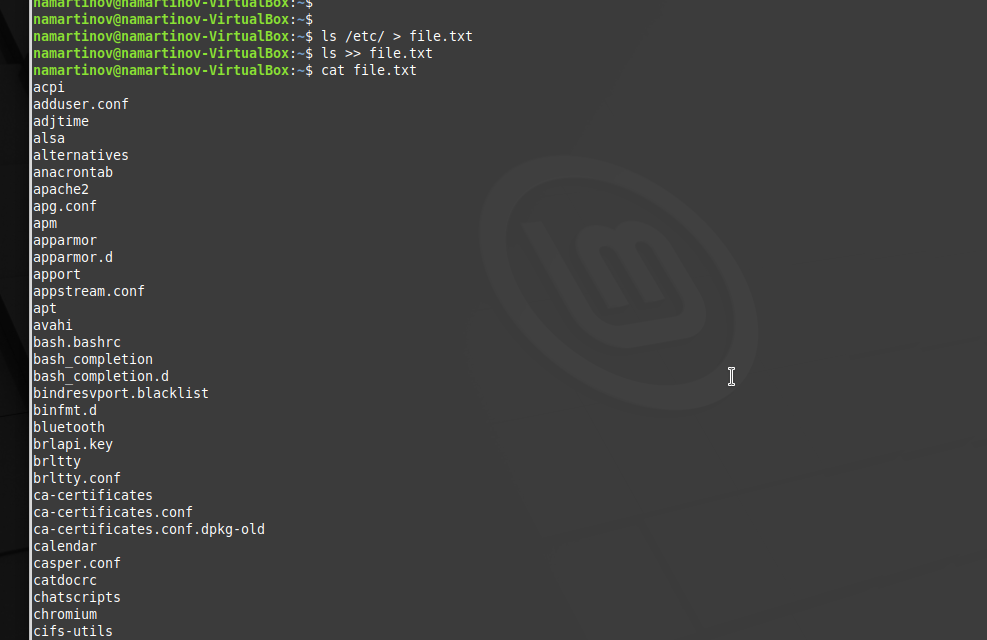 namartinov@namartinov-VirtualBox:~$
namartinov@namartinov-VirtualBox:~$
namartinov@namartinov-VirtualBox:~$ ls /etc/ > file.txt
namartinov@namartinov-VirtualBox:~$ ls >> file.txt
namartinov@namartinov-VirtualBox:~$ cat file.txt
acpi
adduser.conf
adjtime
alsa
alternatives
anacrontab
apache2
apg.conf
apm
apparmor
apparmor.d
apport
appstream.conf
apt
avahi
bash.bashrc
bash_completion
bash_completion.d
bindresvport.blacklist
binfmt.d
bluetooth
brlapi.key
brltty
brltty.conf
ca-certificates
ca-certificates.conf
ca-certificates.conf.dpkg-old
calendar
casper.conf
catdocrc
chatscripts
chromium
cifs-utils